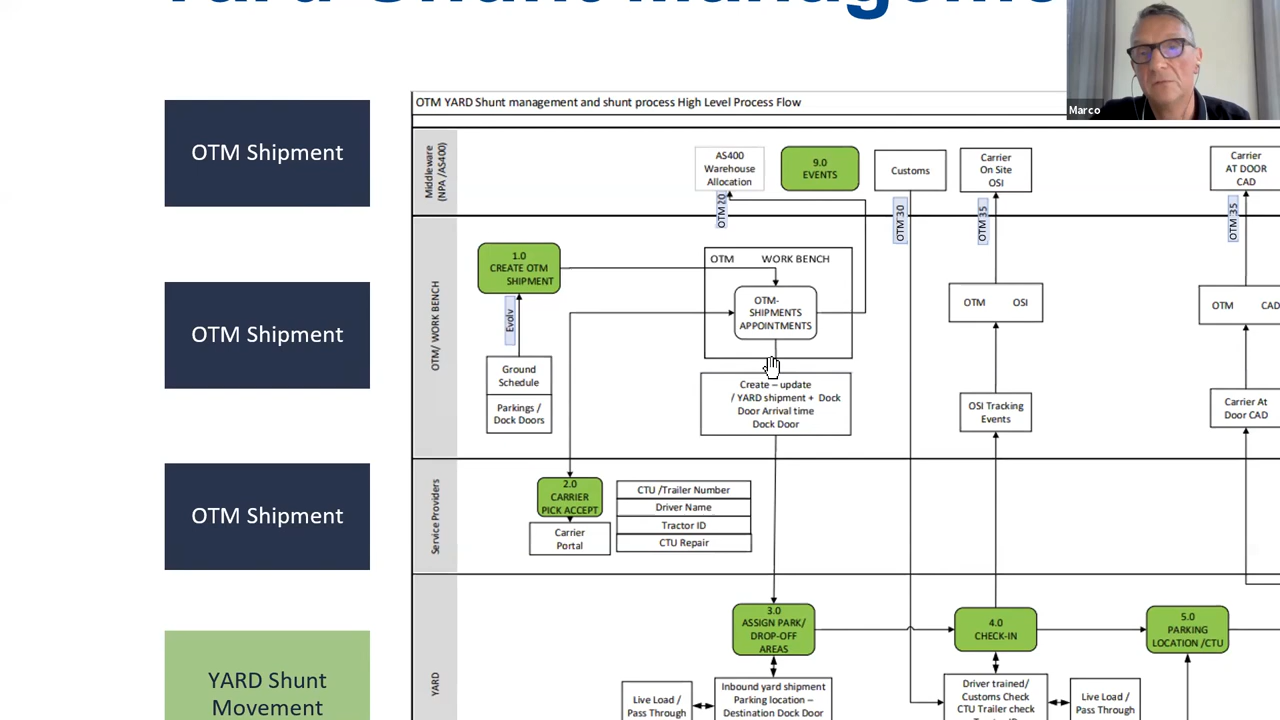 Yard Shunt Manageme
Marco
OTM Shipment
OTM Shipment
OTM Shipment
YARD Shunt
Movement
OTM YARD Shunt management and shunt process High Level Process Flow
Middleware
(NPA /AS400)
AS400
Warehouse
Allocation
9.0
EVENTS
Customs
Carrier
On Site
OSI
Carrier
AT DOOR
CAD
OTM 20
OTM 30
OTM 35
OTM 35
OTM/ WORK BENCH
1.0
CREATE OTM
SHIPMENT
Evolv
Ground
Schedule
Parkings /
Dock Doors
OTM WORK BENCH
OTM-
SHIPMENTS
APPOINTMENTS
Create – update
/ YARD shipment + Dock
Door Arrival time
Dock Door
OTM OSI
OSI Tracking
Events
OTM CAD
Carrier At
Door CAD
Service Providers
2.0
CARRIER
PICK ACCEPT
Carrier
Portal
CTU /Trailer Number
Driver Name
Tractor ID
CTU Repair
YARD
3.0
ASSIGN PARK/
DROP-OFF
AREAS
4.0
CHECK-IN
5.0
PARKING
LOCATION /CTU
Live Load /
Pass Through
Inbound yard shipment
Parking location –
Destination Dock Door
Driver trained/
Customs Check
CTU Trailer check
Tractor ID
Live Load /
Pass Through